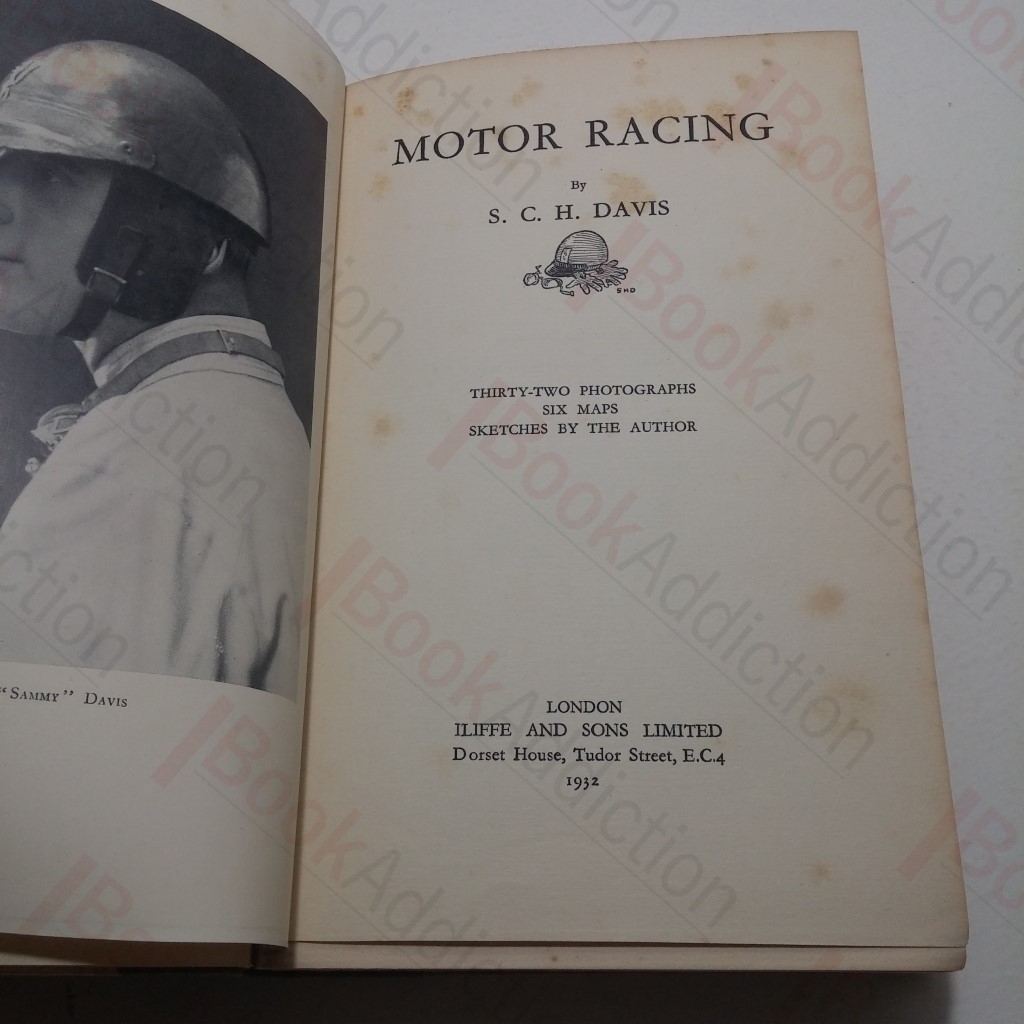 MOTOR RACING
By
S. C. H. DAVIS
SHD
THIRTY-TWO PHOTOGRAPHS
SIX MAPS
SKETCHES BY THE AUTHOR
LONDON
ILIFFE AND SONS LIMITED
Dorset House, Tudor Street, E.C.4
1932
"SAMMY" DAVIS
BookAddiction